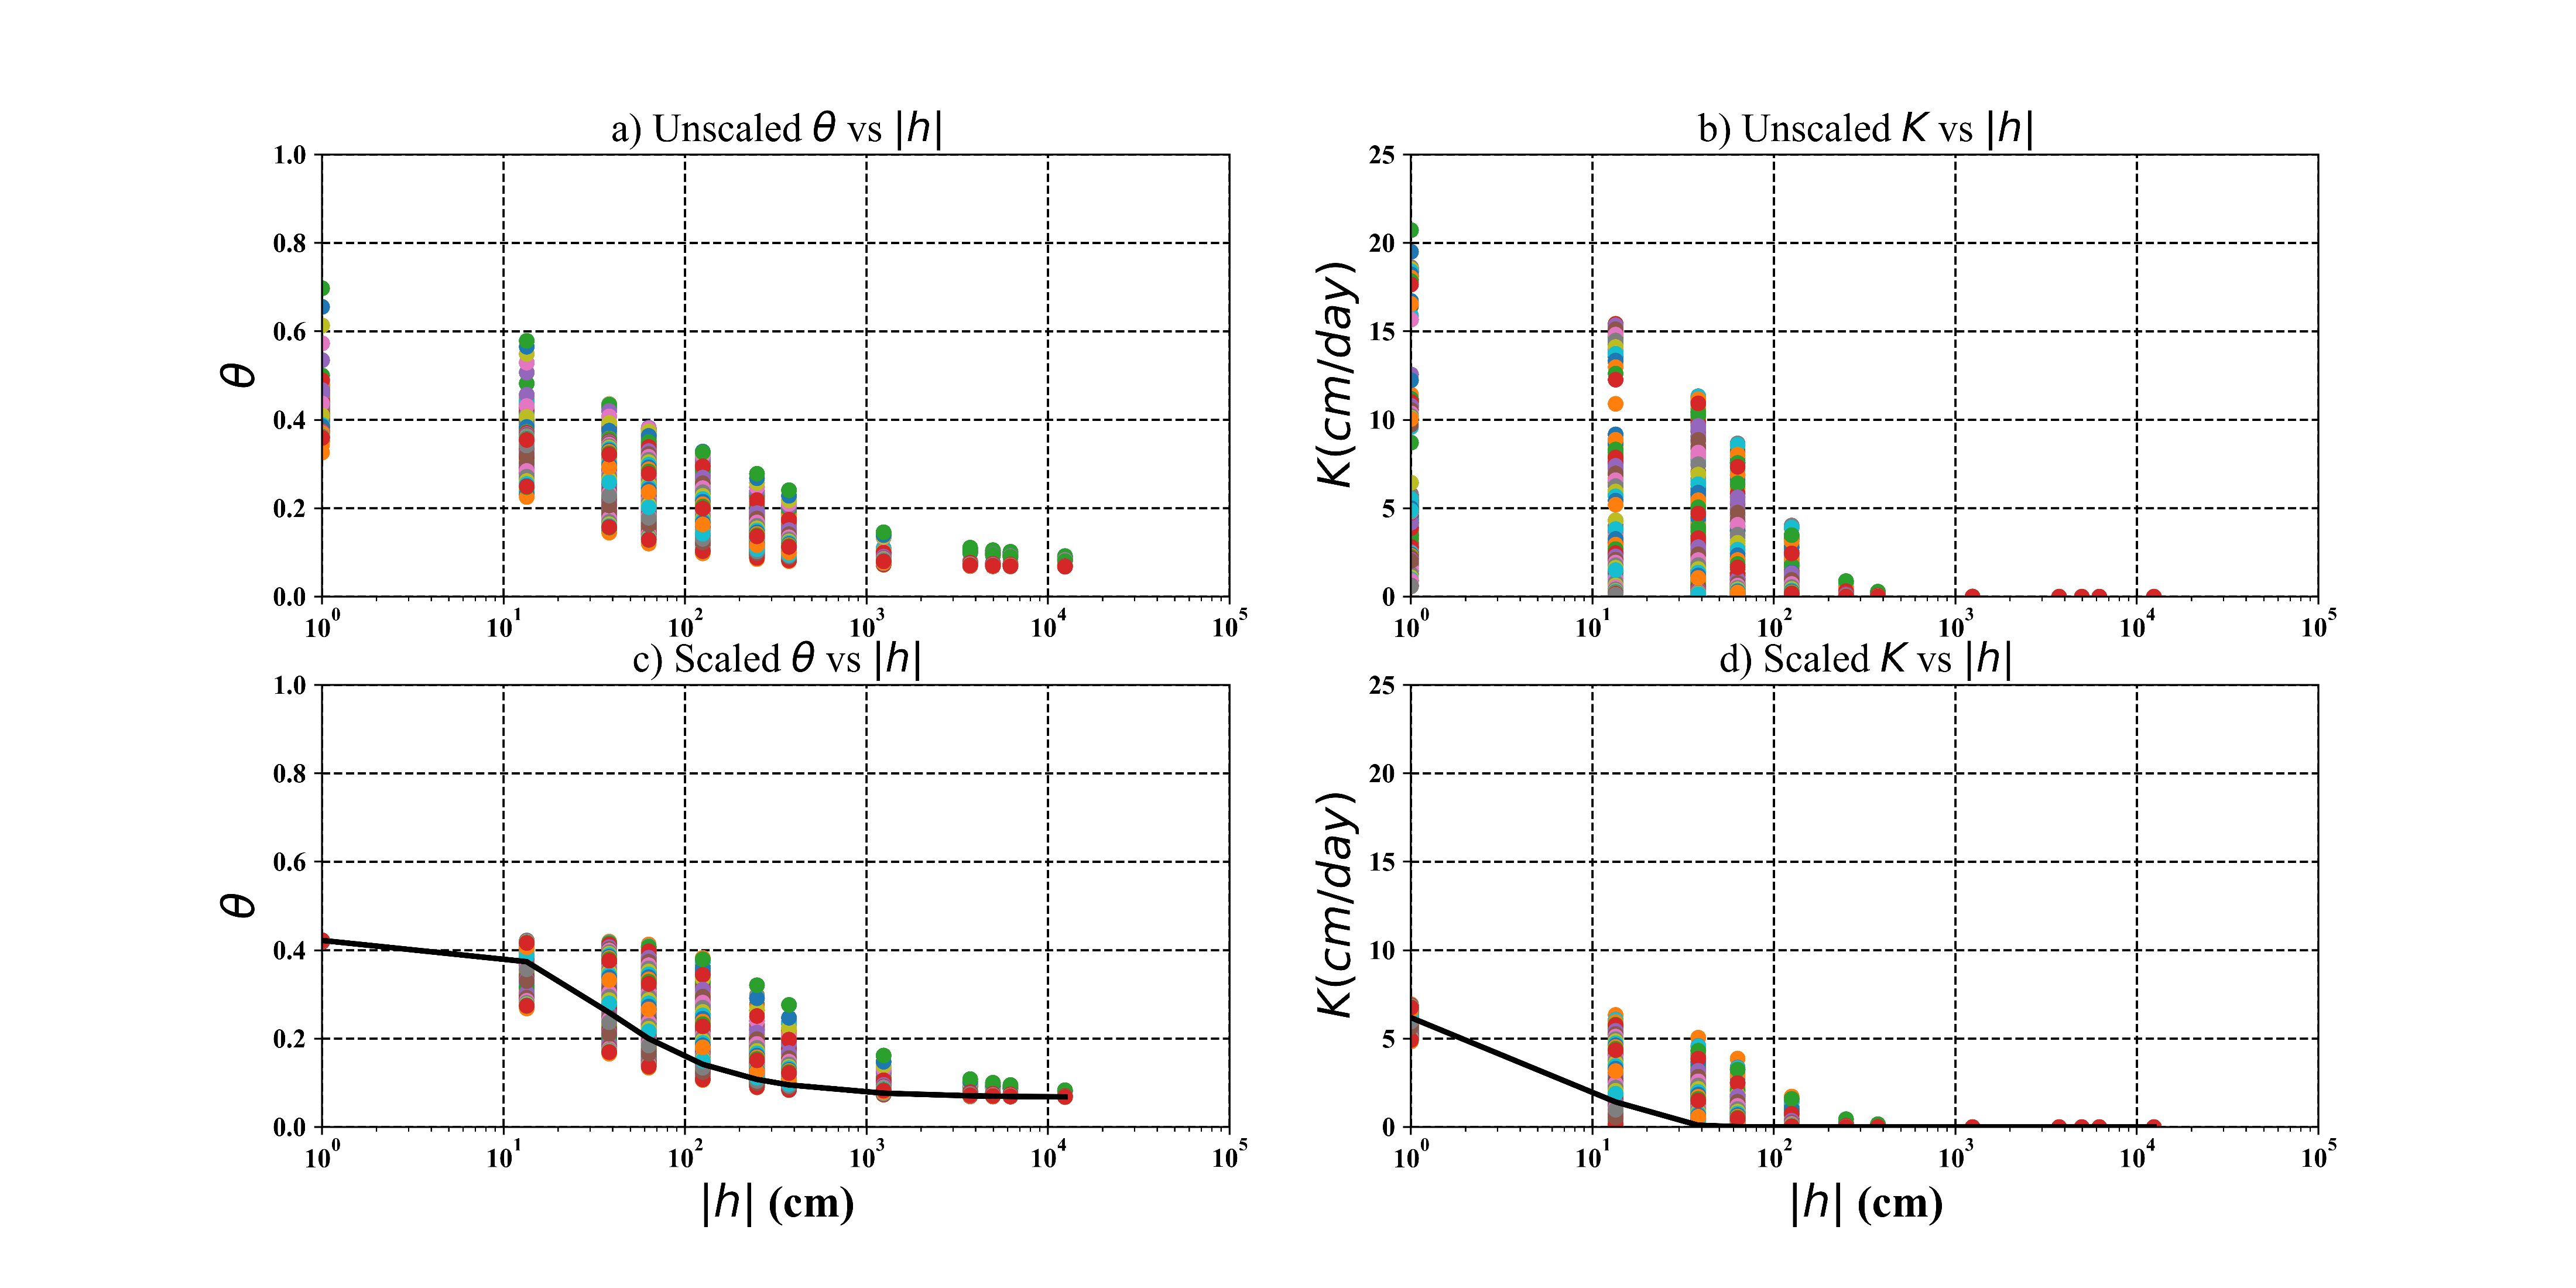 a) Unscaled θ vs |h|
1.0
0.8
0.6
0.4
0.2
0.0
θ
10⁰ 10¹ 10² 10³ 10⁴ 10⁵
b) Unscaled K vs |h|
25
20
15
10
5
0
K(cm/day)
10⁰ 10¹ 10² 10³ 10⁴ 10⁵
c) Scaled θ vs |h|
1.0
0.8
0.6
0.4
0.2
0.0
θ
10⁰ 10¹ 10² 10³ 10⁴ 10⁵
|h| (cm)
d) Scaled K vs |h|
25
20
15
10
5
0
K(cm/day)
10⁰ 10¹ 10² 10³ 10⁴ 10⁵
|h| (cm)